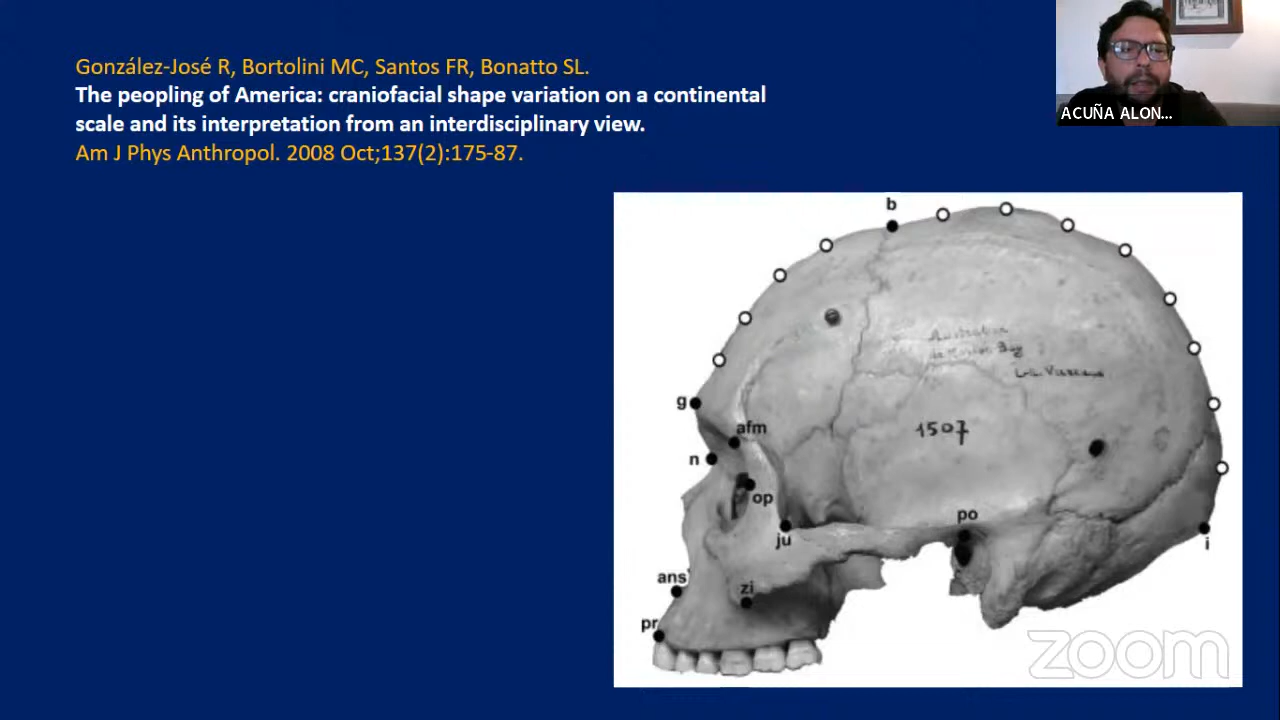 González-José R, Bortolini MC, Santos FR, Bonatto SL.
The peopling of America: craniofacial shape variation on a continental
scale and its interpretation from an interdisciplinary view.
Am J Phys Anthropol. 2008 Oct;137(2):175-87.
ACUÑA ALON...
b
g
afm
n
1507
op
po
ju
i
ans
zi
pr
zoom